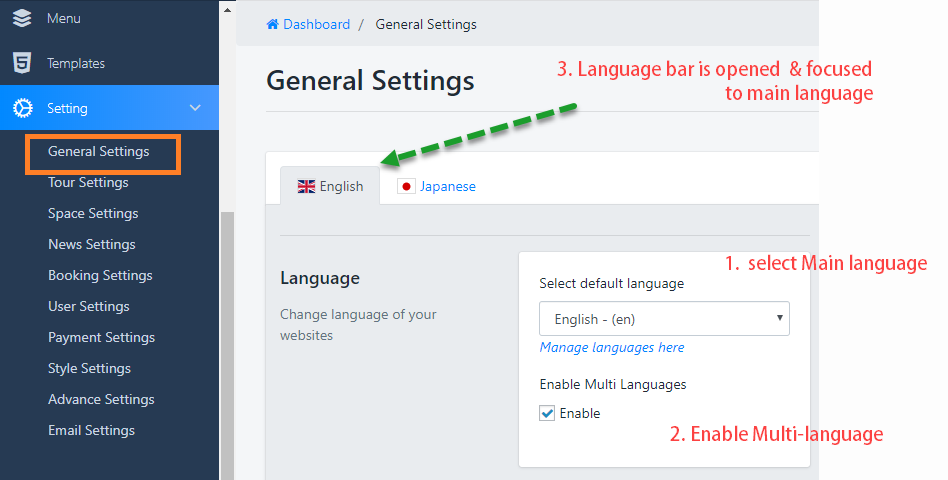 Menu
Templates
Setting
General Settings
Tour Settings
Space Settings
News Settings
Booking Settings
User Settings
Payment Settings
Style Settings
Advance Settings
Email Settings
Dashboard / General Settings
General Settings
3. Language bar is opened & focused
to main language
English
Japanese
Language
Change language of your
websites
1. select Main language
Select default language
English - (en)
Manage languages here
Enable Multi Languages
Enable
2. Enable Multi-language